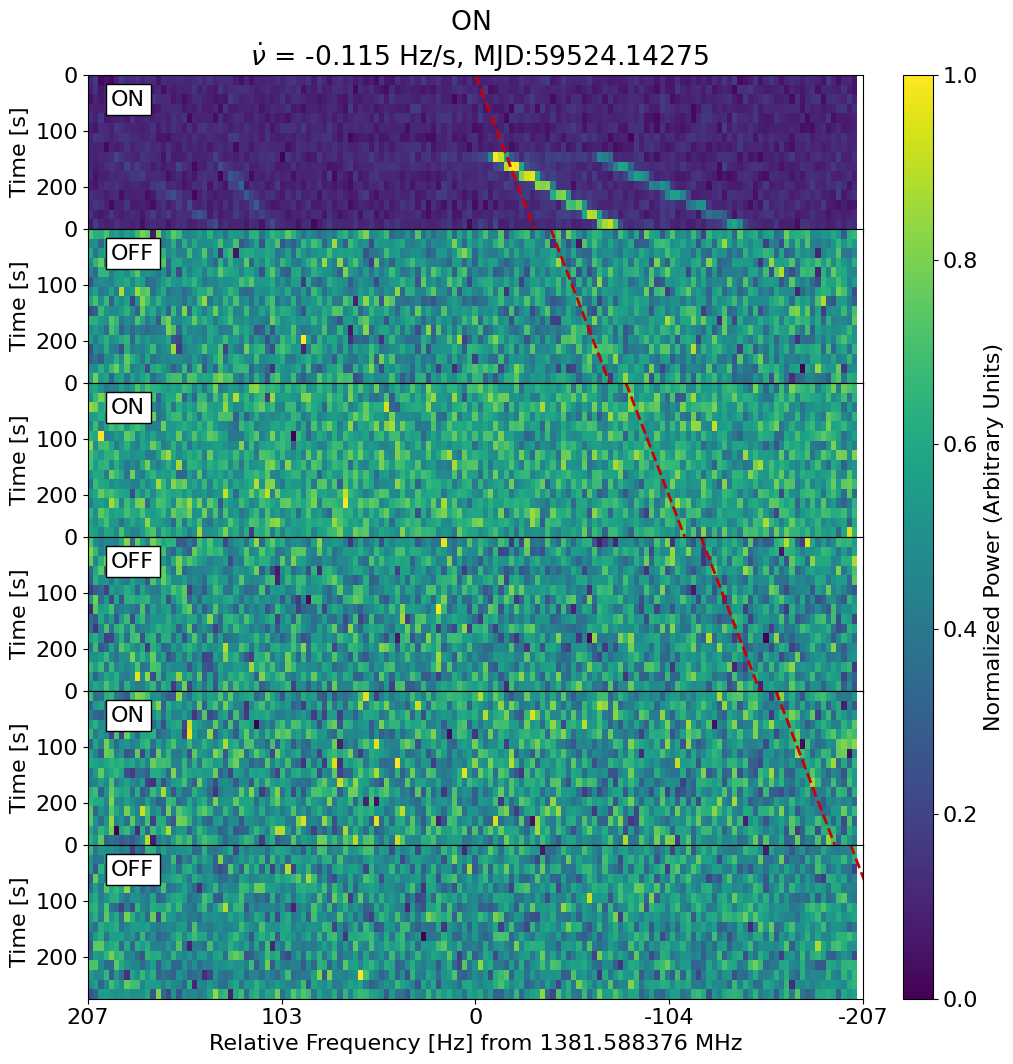 ON
ν̇ = -0.115 Hz/s, MJD:59524.14275
0
100
200
Time [s]
ON
0
100
200
Time [s]
OFF
0
100
200
Time [s]
ON
0
100
200
Time [s]
OFF
0
100
200
Time [s]
ON
0
100
200
Time [s]
OFF
207
103
0
-104
-207
Relative Frequency [Hz] from 1381.588376 MHz
1.0
0.8
0.6
0.4
0.2
0.0
Normalized Power (Arbitrary Units)